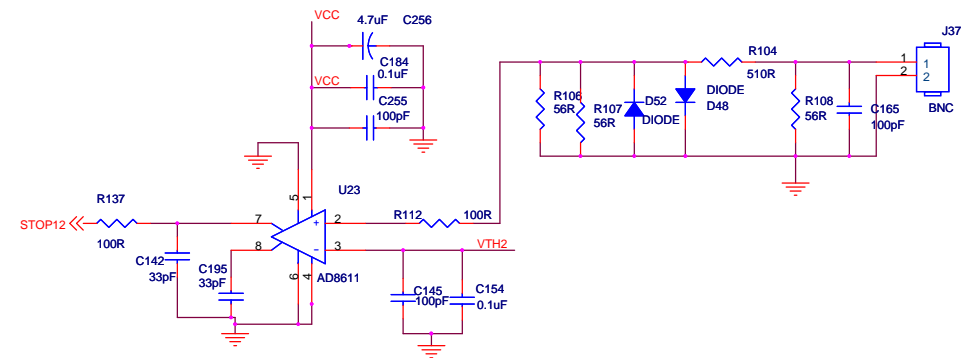 VCC
4.7uF C256
C184
0.1uF
VCC
C255
100pF
J37
R104
510R
1 1
2 2
BNC
R106
56R
R107
56R
D52
DIODE
DIODE
D48
R108
56R
C165
100pF
U23
5 1
R137
STOP12
100R
7
8
+ 2
- 3
6 4
AD8611
R112
100R
VTH2
C142
33pF
C195
33pF
C145
100pF
C154
0.1uF